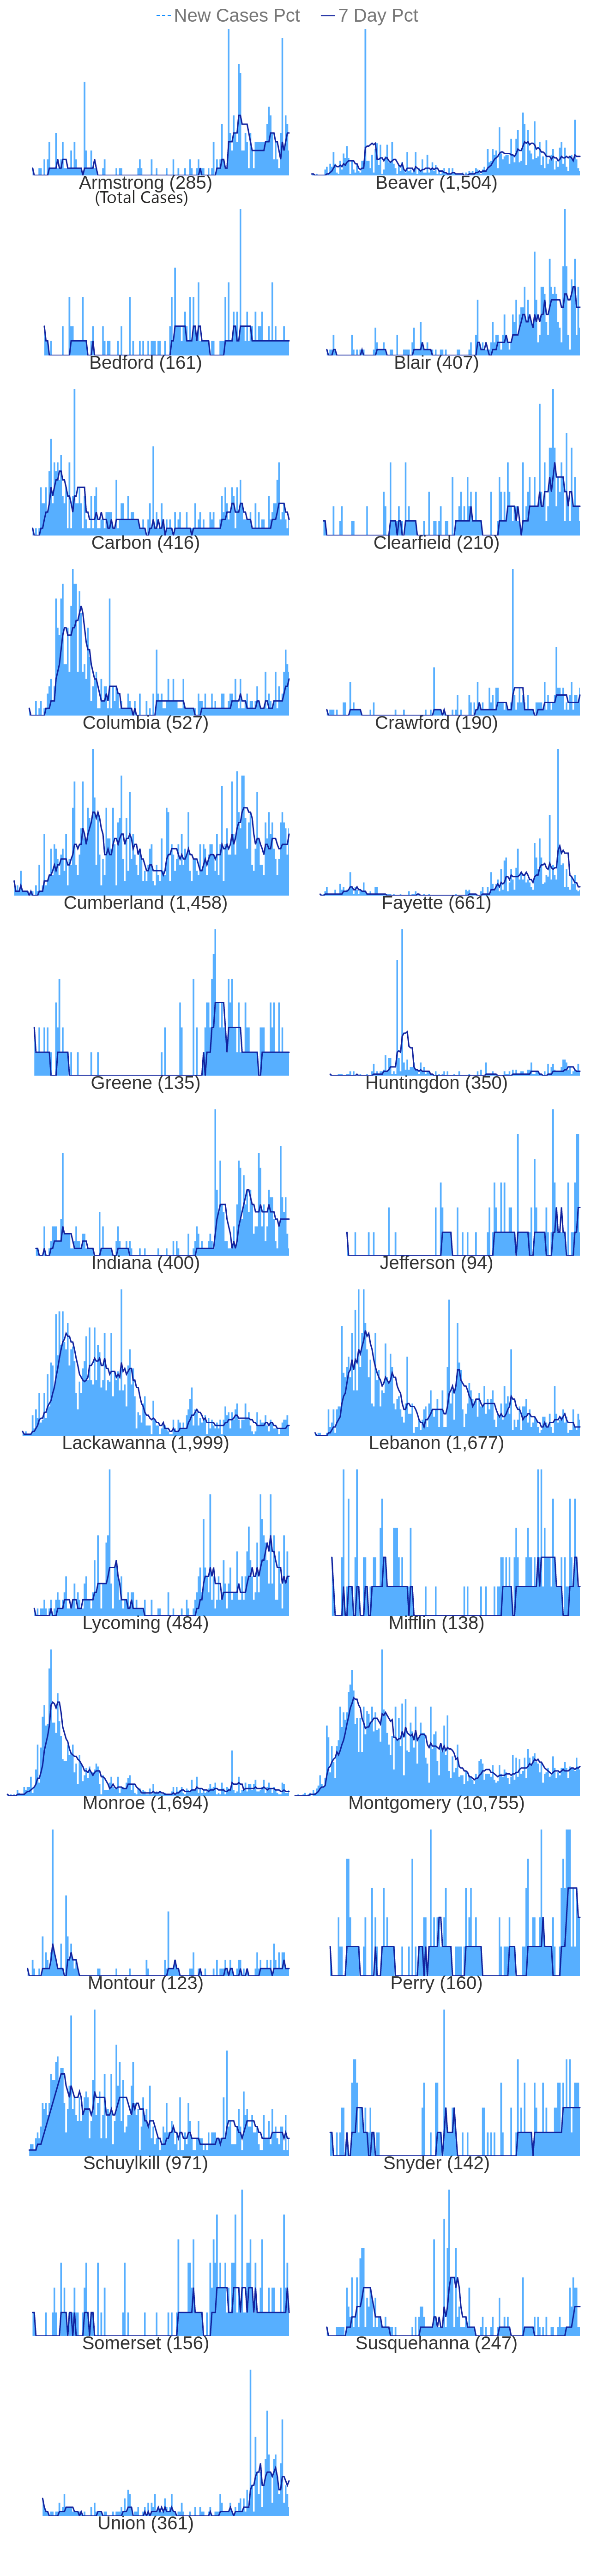 New Cases Pct 7 Day Pct
Armstrong (285) Beaver (1,504)
(Total Cases)
Bedford (161) Blair (407)
Carbon (416) Clearfield (210)
Columbia (527) Crawford (190)
Cumberland (1,458) Fayette (661)
Greene (135) Huntingdon (350)
Indiana (400) Jefferson (94)
Lackawanna (1,999) Lebanon (1,677)
Lycoming (484) Mifflin (138)
Monroe (1,694) Montgomery (10,755)
Montour (123) Perry (160)
Schuylkill (971) Snyder (142)
Somerset (156) Susquehanna (247)
Union (361)